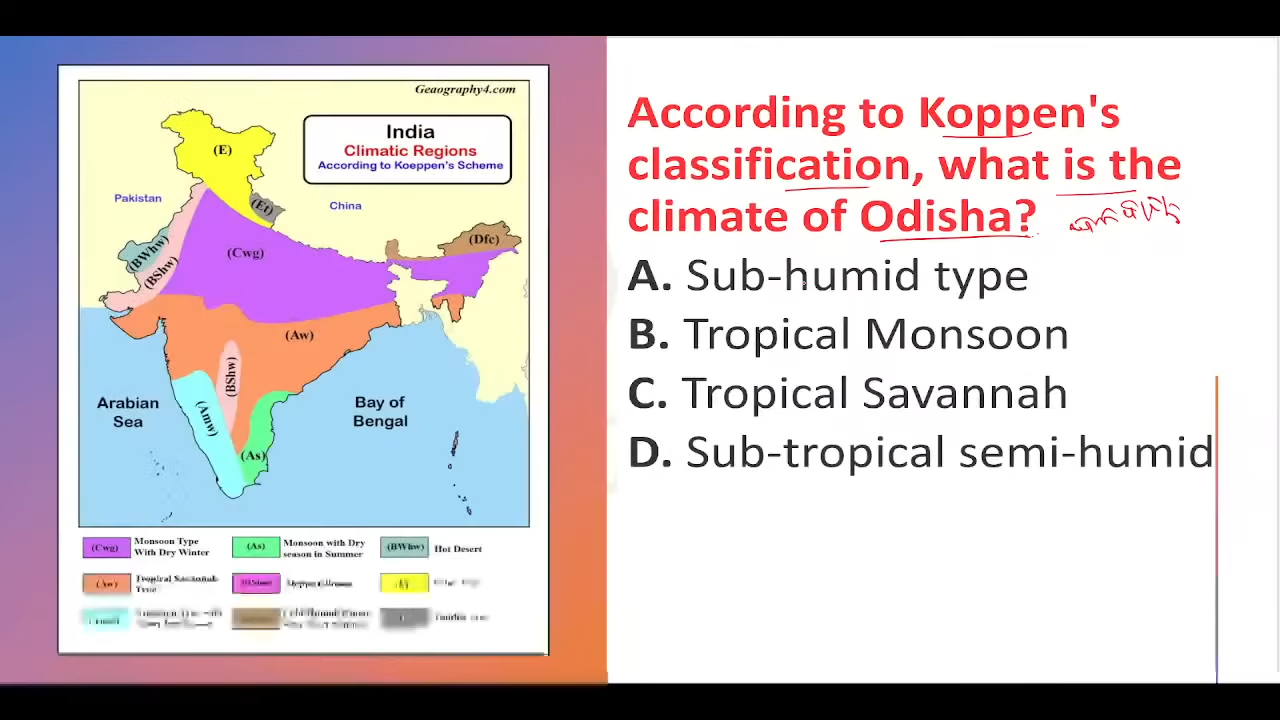 Geaography4.com
India
Climatic Regions
According to Koeppen's Scheme
(E)
Pakistan
China
(Et)
(Dfc)
(BWhw)
(BShw)
(Cwg)
(Aw)
(BShw)
(Amw)
(As)
Arabian
Sea
Bay of
Bengal
(Cwg) Monsoon Type
With Dry Winter
(As) Monsoon with Dry
season in Summer
(BWhw) Hot Desert
(Aw) Tropical Savannah
Type
According to Koppen's
classification, what is the
climate of Odisha?
A. Sub-humid type
B. Tropical Monsoon
C. Tropical Savannah
D. Sub-tropical semi-humid